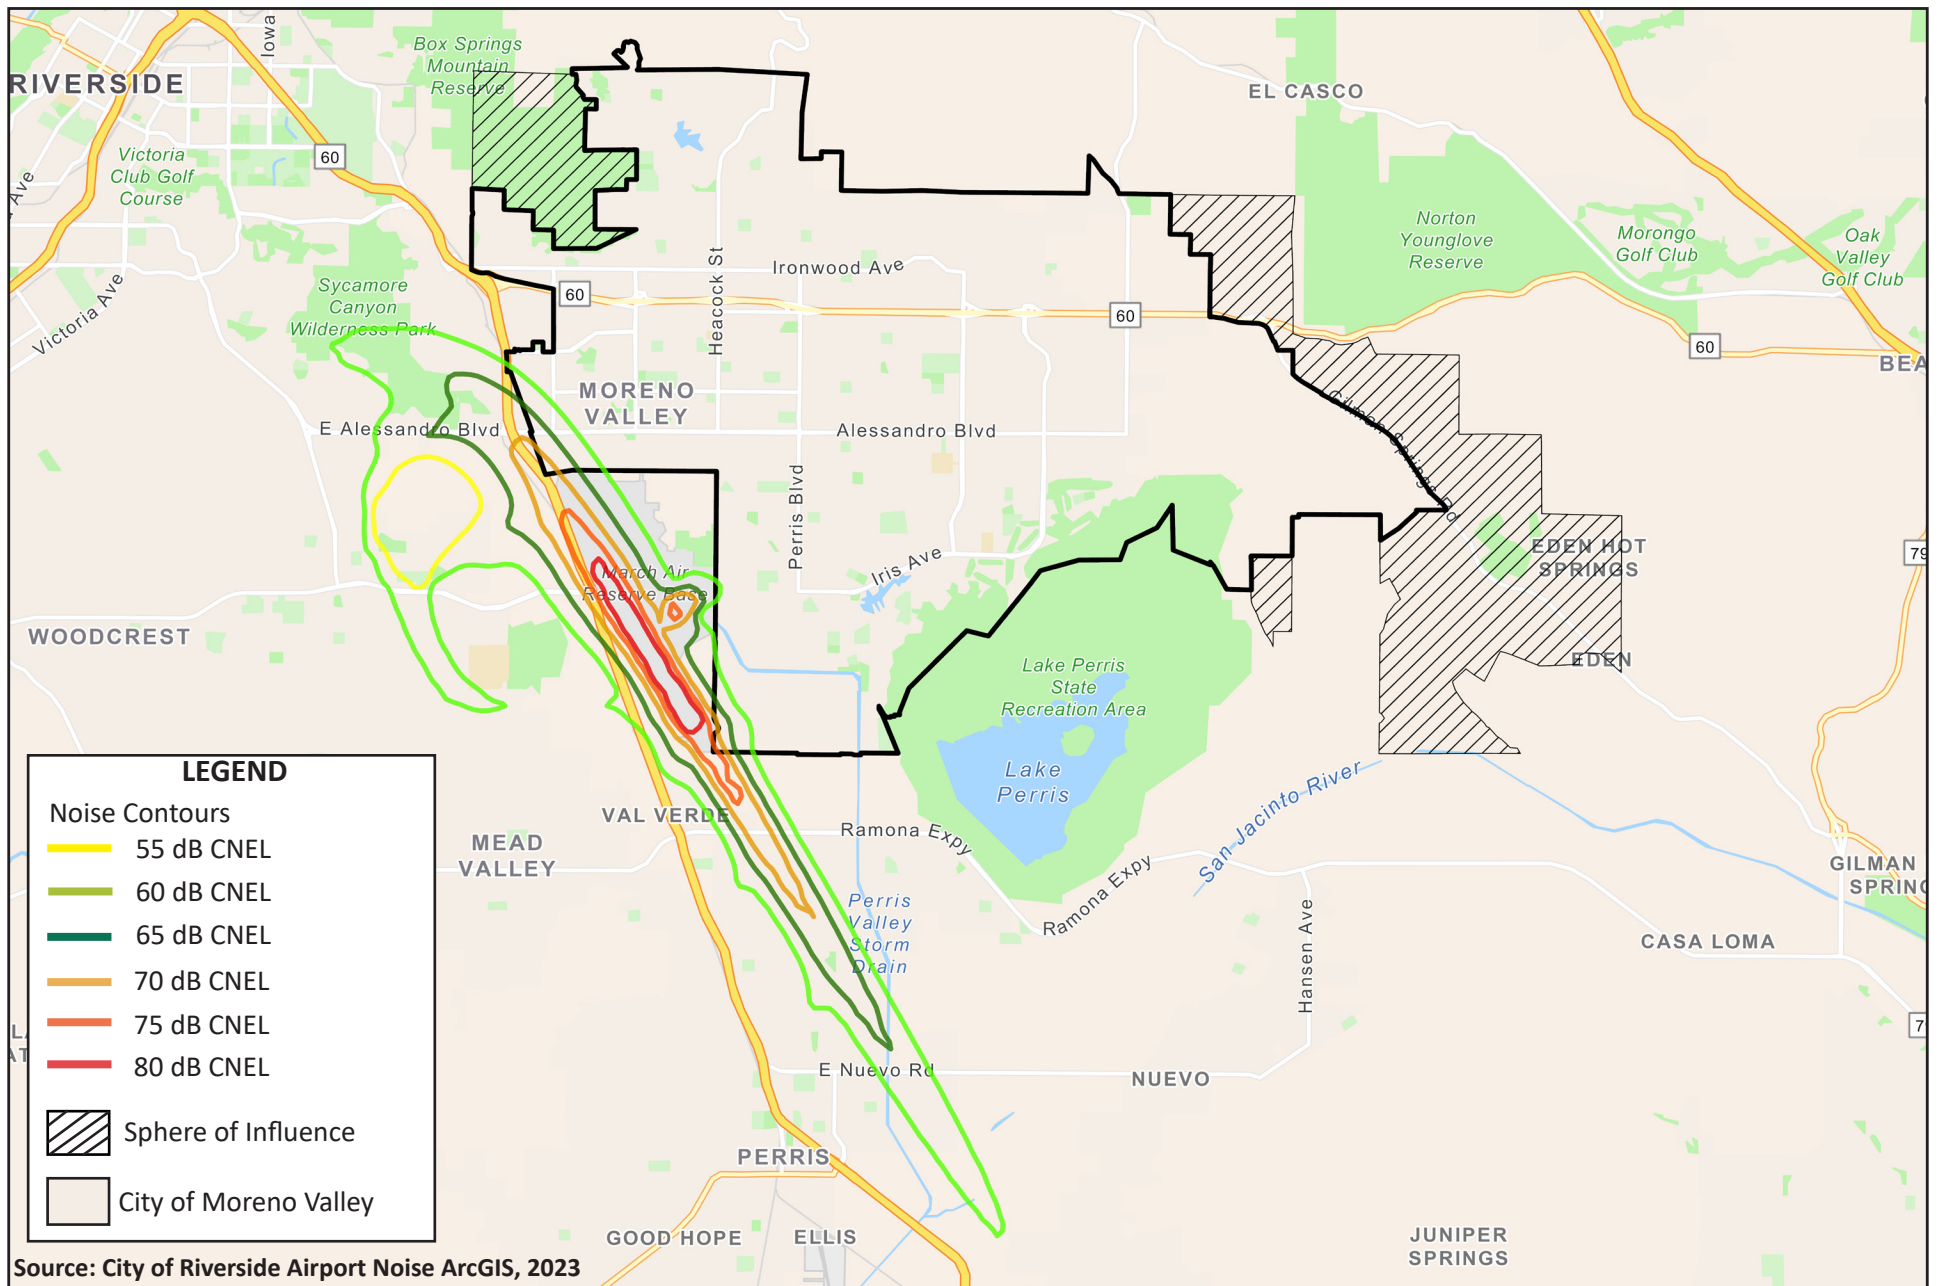 Iowa
Box Springs
Mountain
Reserve
RIVERSIDE
EL CASCO
60
Victoria
Club Golf
Course
Ave
Norton
Younglove
Reserve
Morongo
Golf Club
Oak
Valley
Golf Club
Heacock St
Ironwood Ave
Sycamore
Canyon
Wilderness Park
Victoria Ave
60
60
60
BEA
MORENO
VALLEY
Gilman Springs Rd
E Alessandro Blvd
Alessandro Blvd
Perris Blvd
79
EDEN HOT
SPRINGS
Iris Ave
March Air
Reserve Base
WOODCREST
EDEN
Lake Perris
State
Recreation Area
Lake
Perris
San Jacinto River
LEGEND
Noise Contours
55 dB CNEL
60 dB CNEL
65 dB CNEL
70 dB CNEL
75 dB CNEL
80 dB CNEL
Sphere of Influence
City of Moreno Valley
VAL VERDE
MEAD
VALLEY
Ramona Expy
Ramona Expy
GILMAN
SPRING
Perris
Valley
Storm
Drain
Hansen Ave
CASA LOMA
E Nuevo Rd
NUEVO
PERRIS
GOOD HOPE
ELLIS
JUNIPER
SPRINGS
Source: City of Riverside Airport Noise ArcGIS, 2023